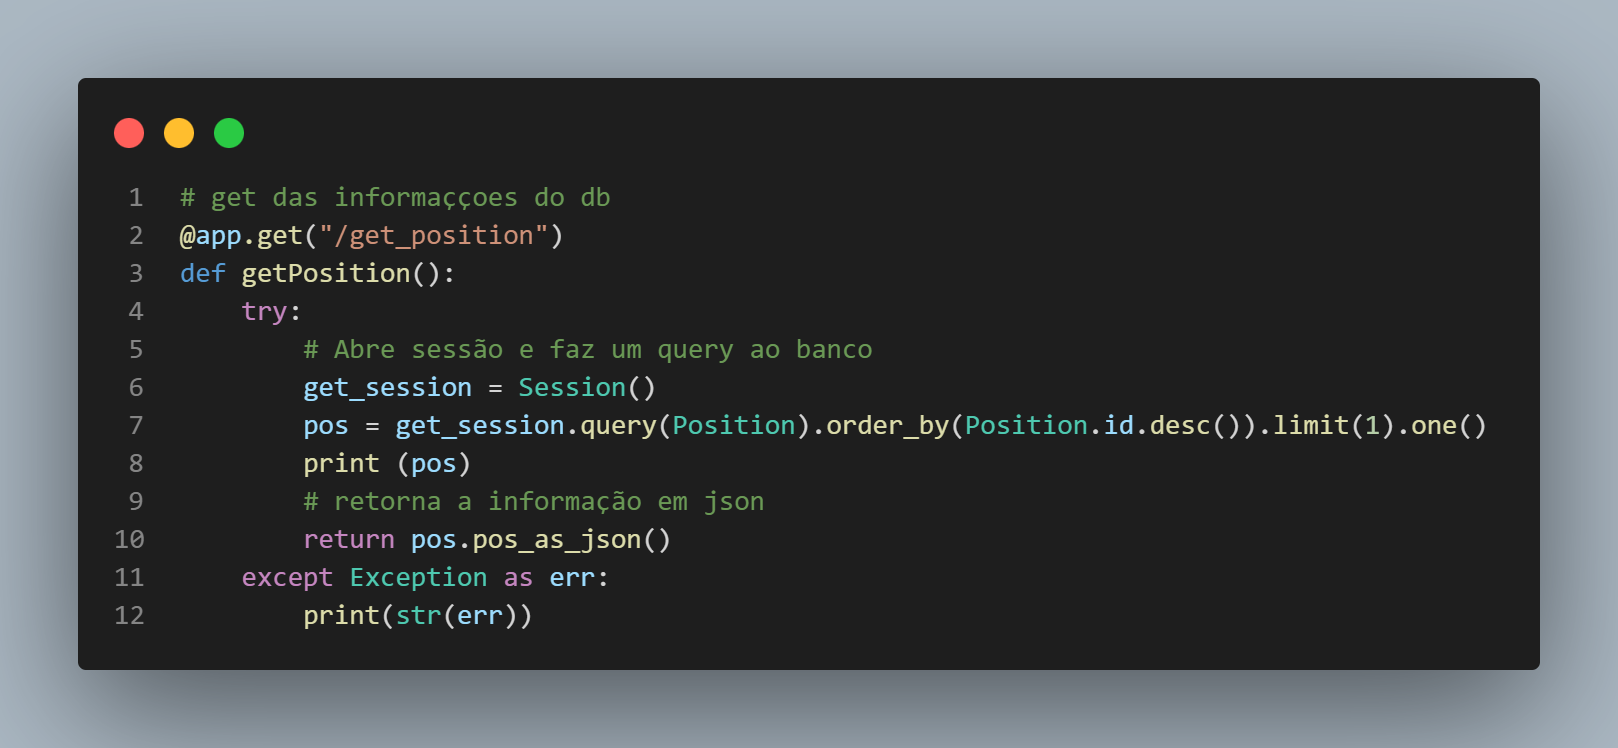 1 # get das informaççoes do db
2 @app.get("/get_position")
3 def getPosition():
4     try:
5         # Abre sessão e faz um query ao banco
6         get_session = Session()
7         pos = get_session.query(Position).order_by(Position.id.desc()).limit(1).one()
8         print (pos)
9         # retorna a informação em json
10         return pos.pos_as_json()
11     except Exception as err:
12         print(str(err))